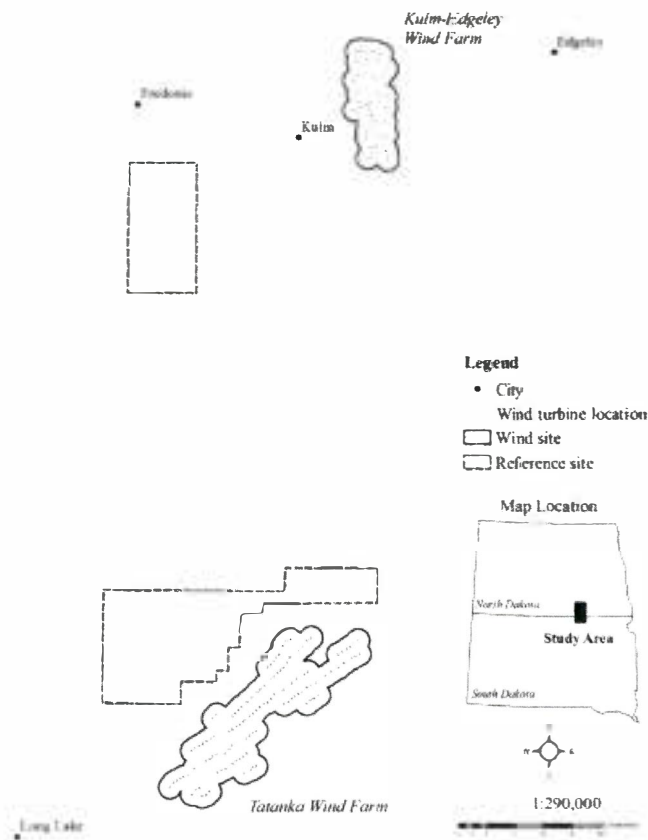 Kulm-Edgeley
Wind Farm
Edgeley
Fredonia
Kulm
Legend
City
Wind turbine location
Wind site
Reference site
Map Location
North Dakota
Study Area
South Dakota
1:290,000
Tatanka Wind Farm
Long Lake